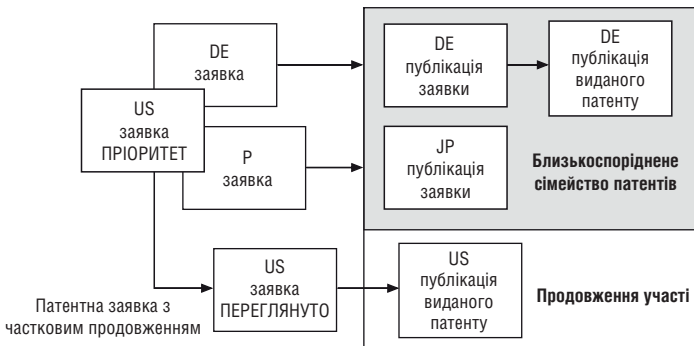 DE
заявка
US
заявка
ПРІОРИТЕТ
P
заявка
DE
публікація
заявки
DE
публікація
виданого
патенту
JP
публікація
заявки
Близькоспоріднене
сімейство патентів
US
заявка
ПЕРЕГЛЯНУТО
US
публікація
виданого
патенту
Продовження участі
Патентна заявка з
частковим продовженням